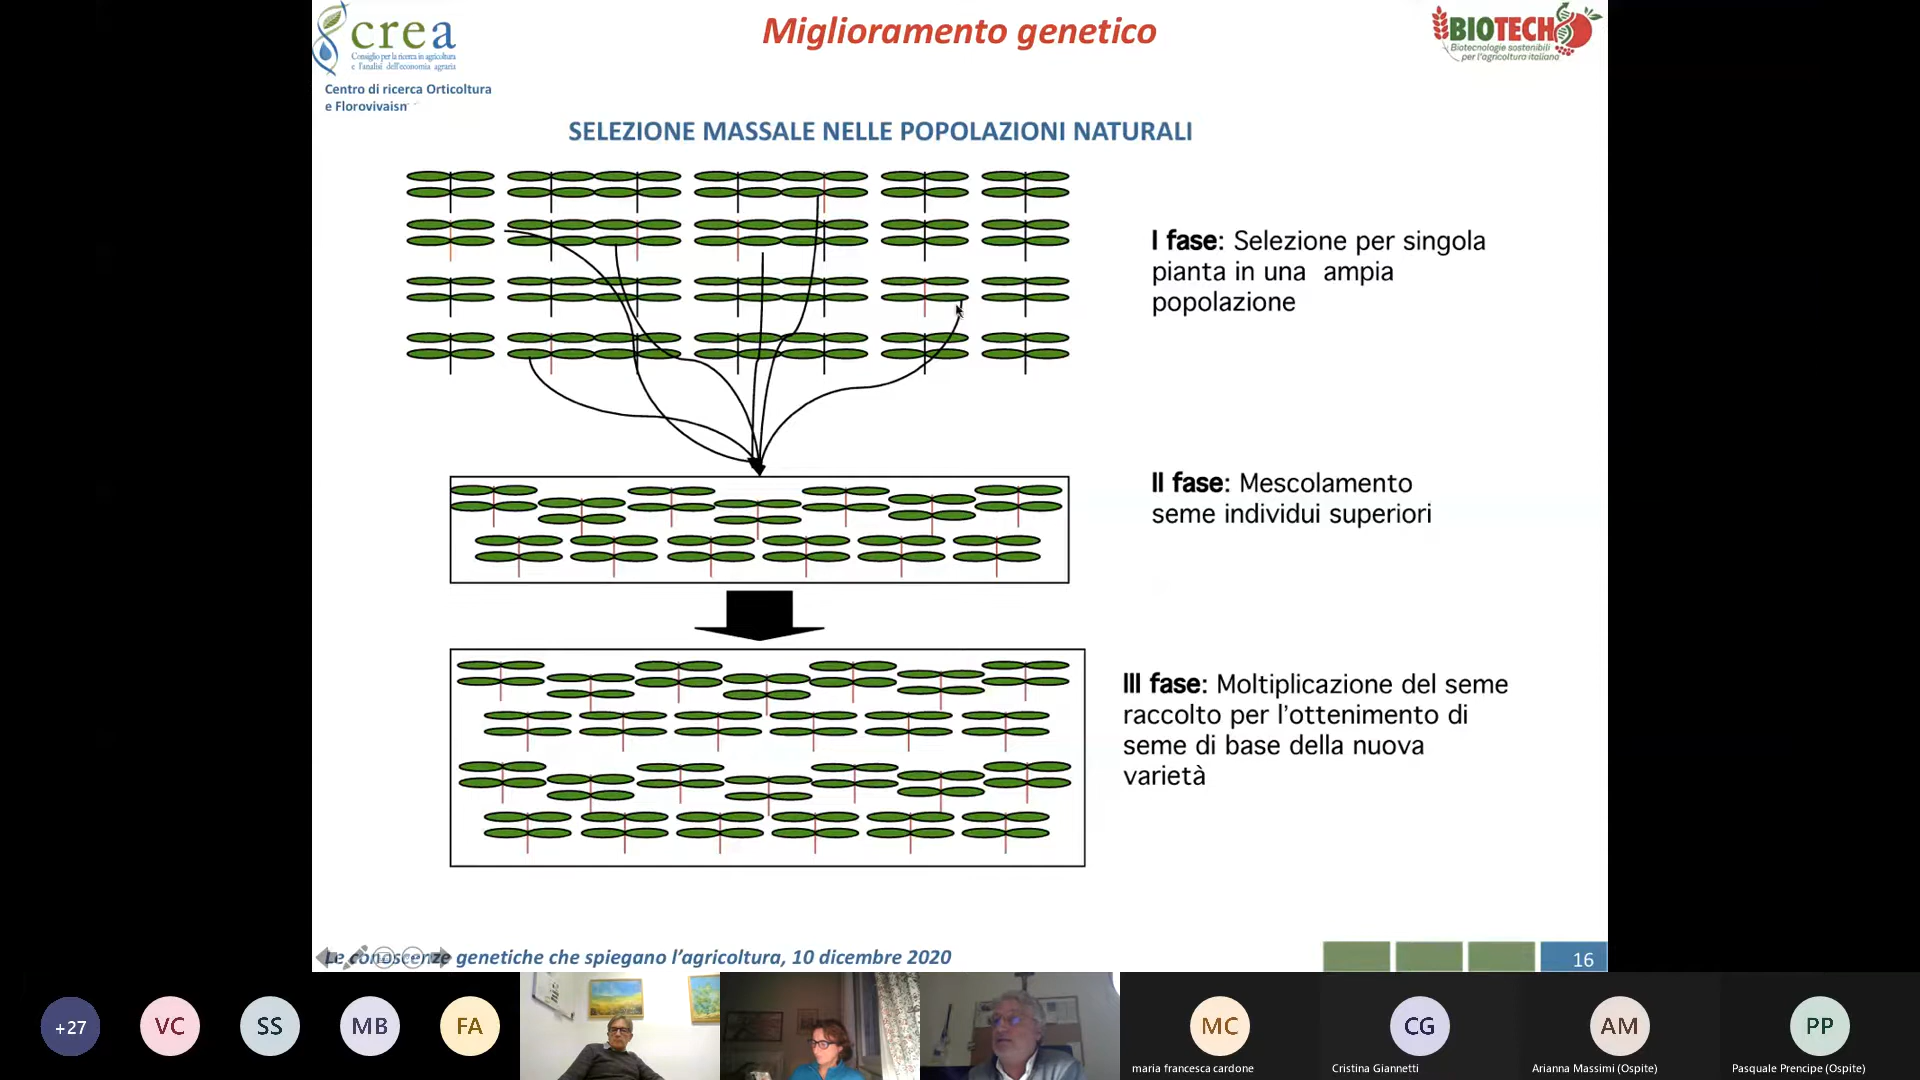 crea
Consiglio per la ricerca in agricoltura
e l'analisi dell'economia agraria
Centro di ricerca Orticoltura
e Florovivaism
Miglioramento genetico
BIOTECH
Biotecnologie sostenibili
per l'agricoltura italiana
SELEZIONE MASSALE NELLE POPOLAZIONI NATURALI
I fase: Selezione per singola
pianta in una ampia
popolazione
II fase: Mescolamento
seme individui superiori
III fase: Moltiplicazione del seme
raccolto per l'ottenimento di
seme di base della nuova
varietà
Le conoscenze genetiche che spiegano l'agricoltura, 10 dicembre 2020
16
+27
VC
SS
MB
FA
MC
CG
AM
PP
maria francesca cardone
Cristina Giannetti
Arianna Massimi (Ospite)
Pasquale Prencipe (Ospite)